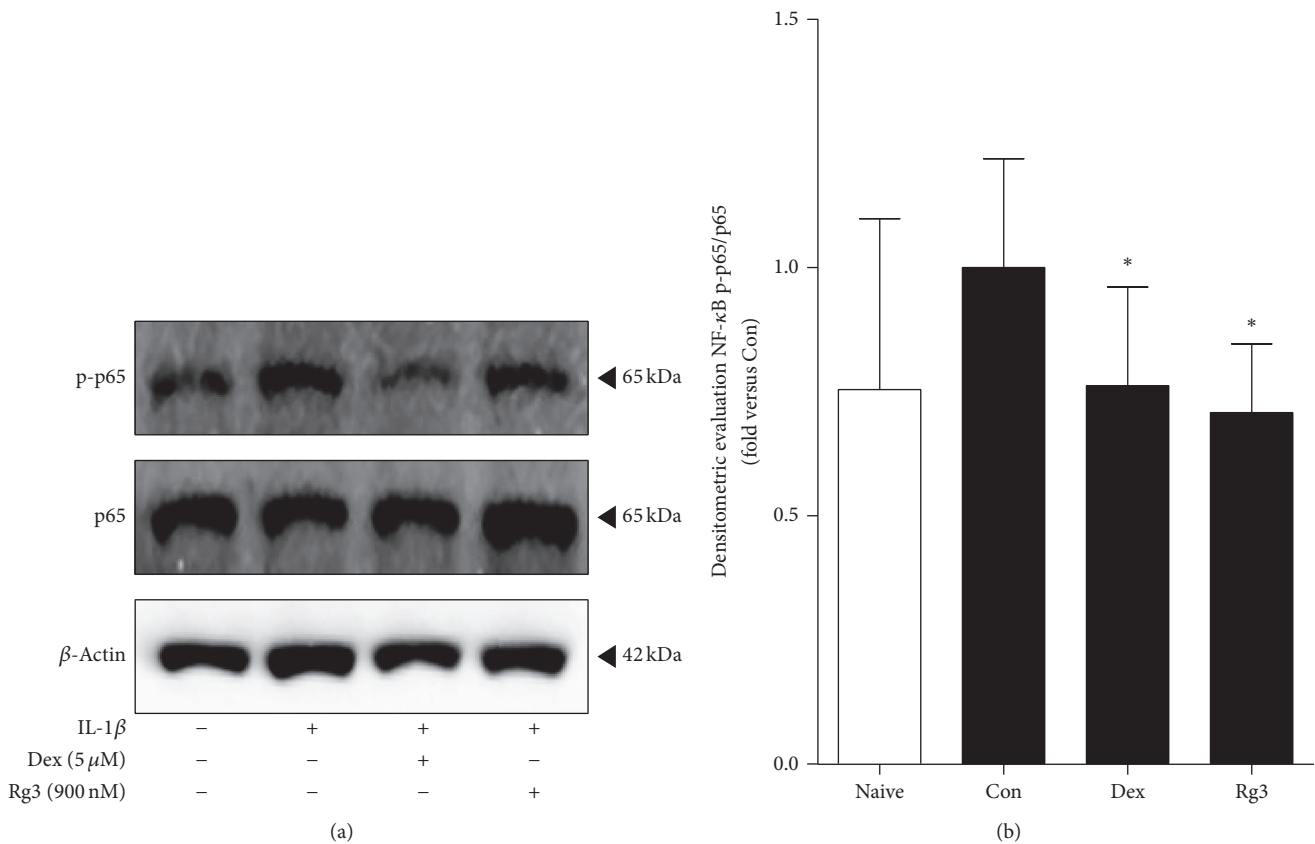 p-p65 65 kDa
p65 65 kDa
β-Actin 42 kDa
IL-1β − + + +
Dex (5 μM) − − + −
Rg3 (900 nM) − − − +
(a)
Densitometric evaluation NF-κB p-p65/p65
(fold versus Con)
1.5
1.0
0.5
0.0
* *
Naive Con Dex Rg3
(b)